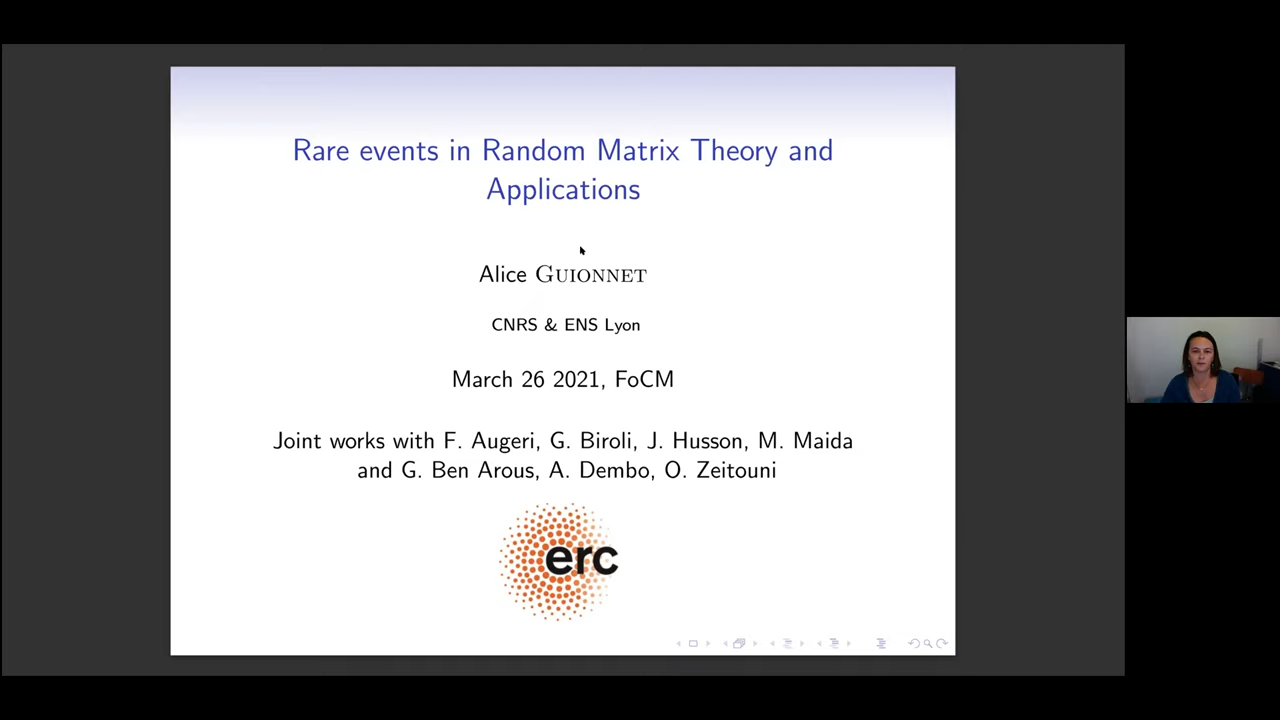 Rare events in Random Matrix Theory and
Applications
Alice GUIONNET
CNRS & ENS Lyon
March 26 2021, FoCM
Joint works with F. Augeri, G. Biroli, J. Husson, M. Maida
and G. Ben Arous, A. Dembo, O. Zeitouni
erc